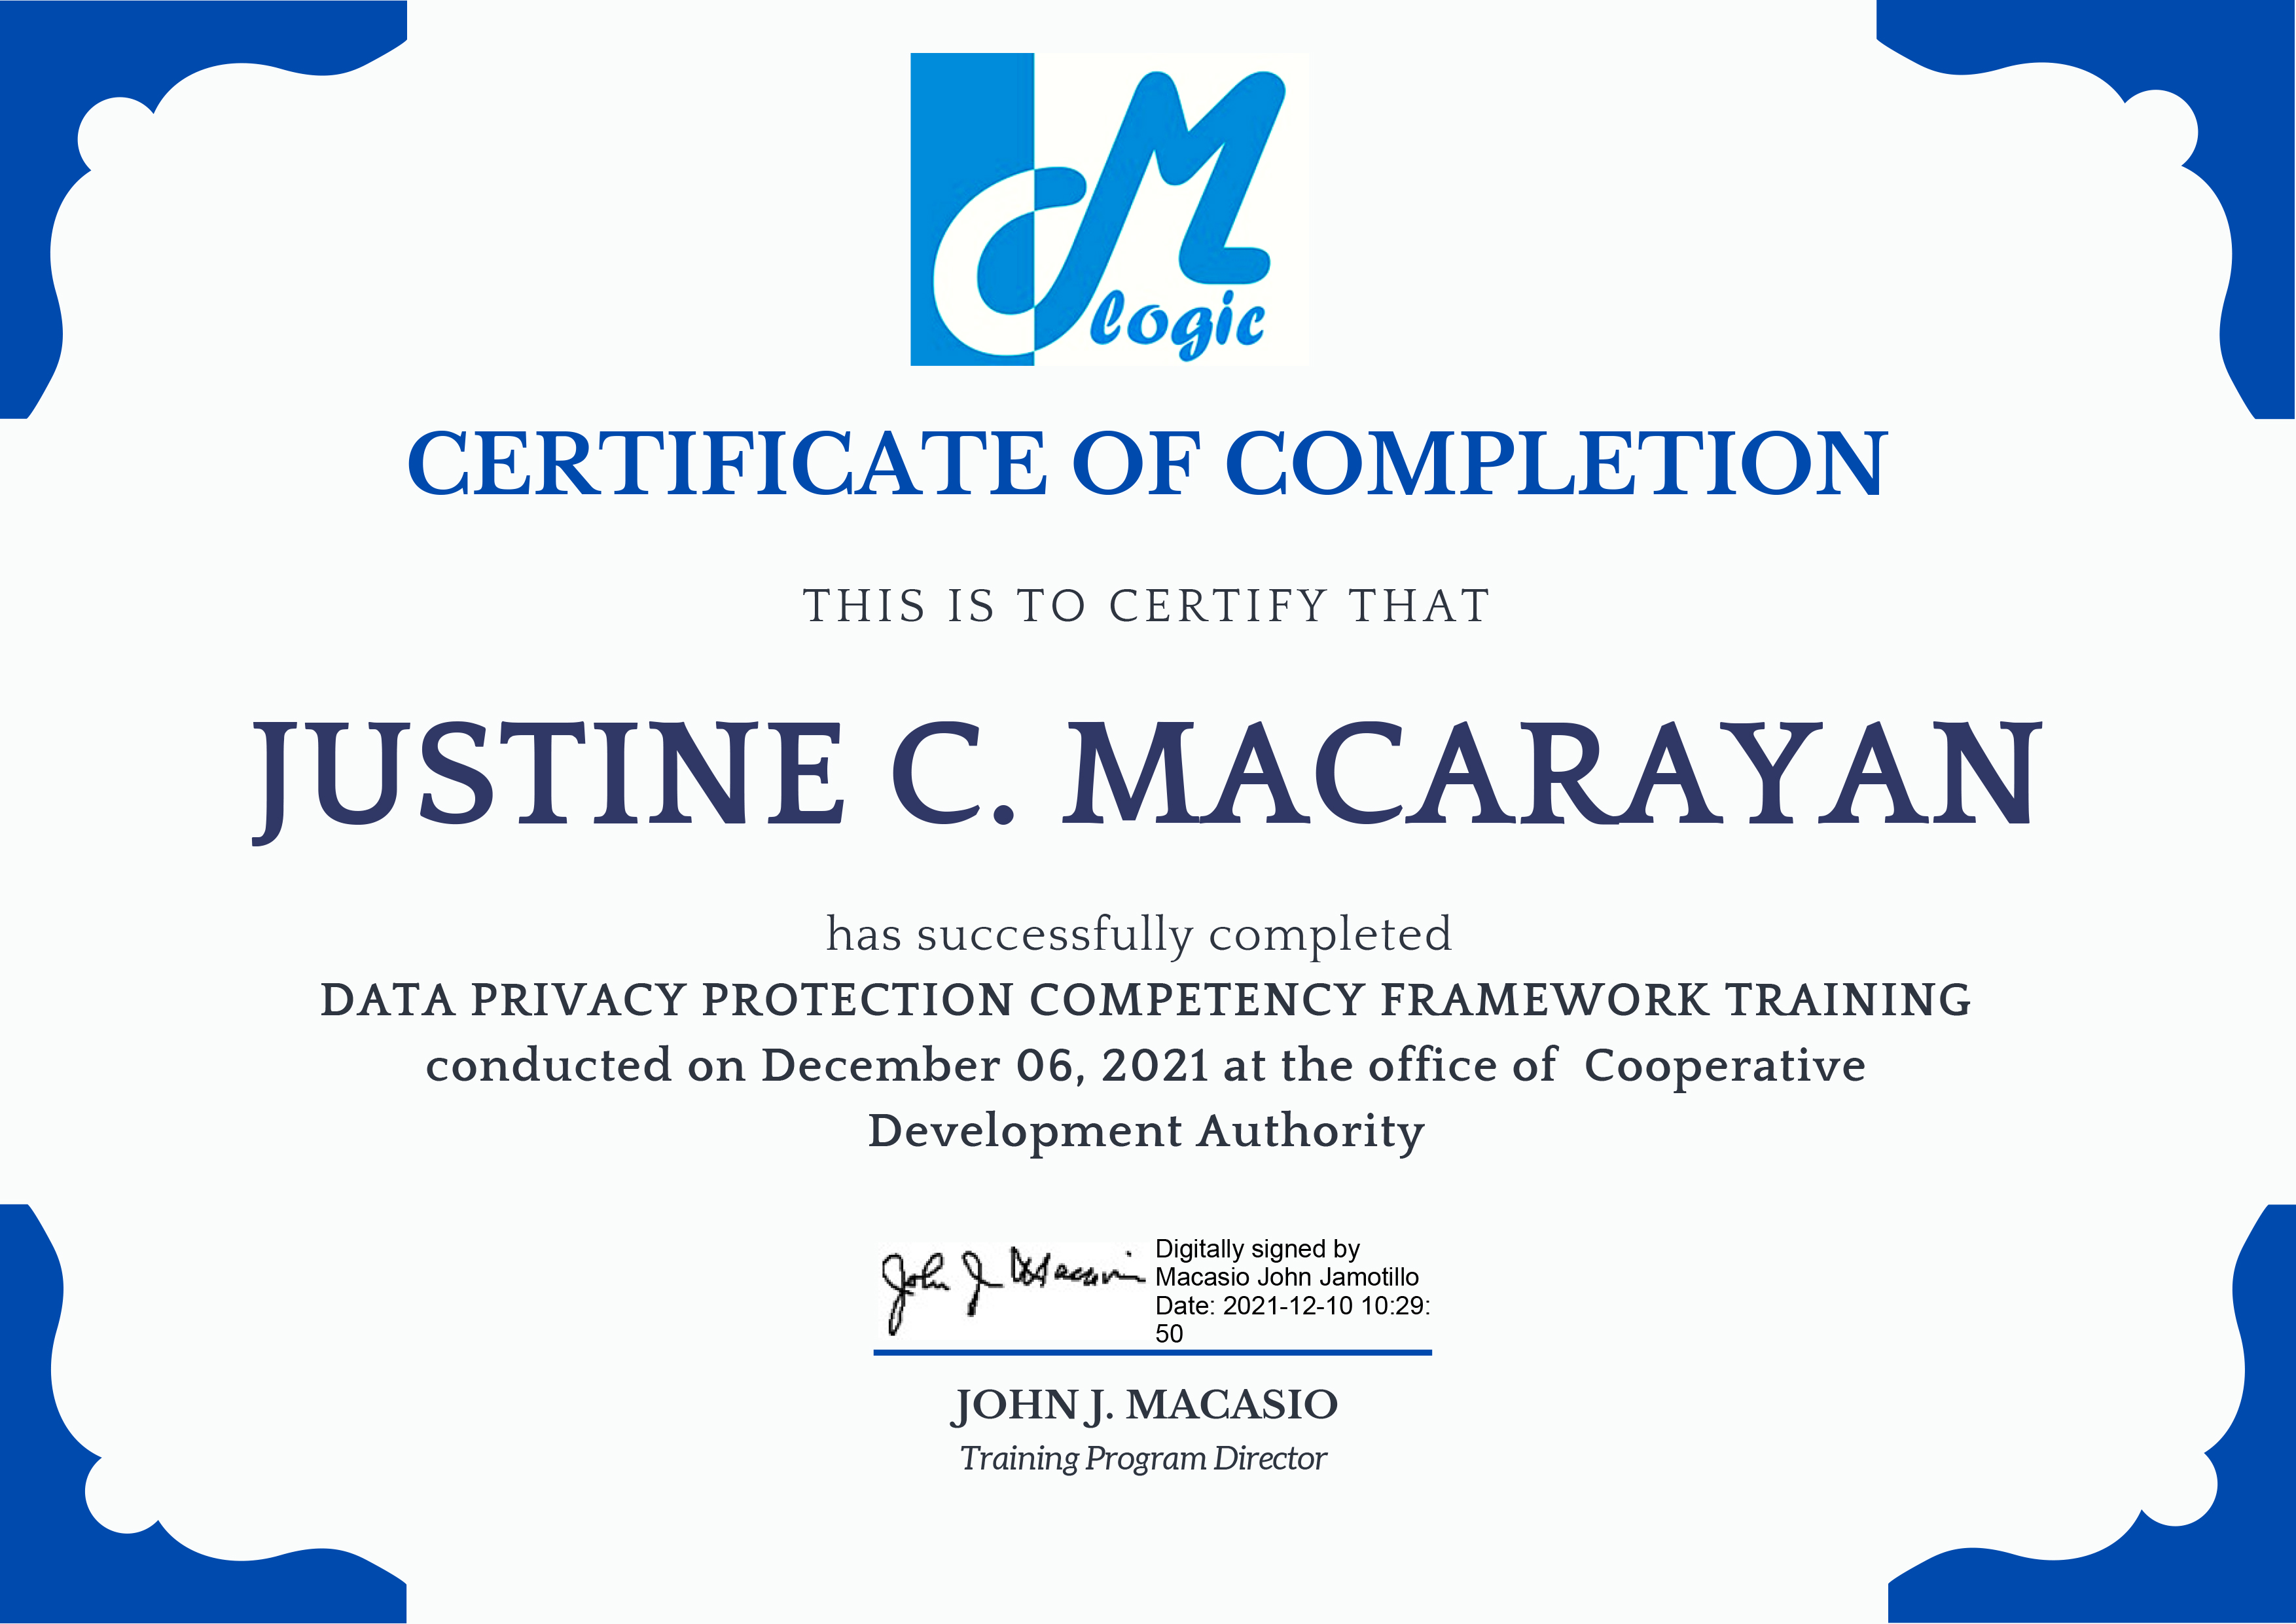 CM
logic
CERTIFICATE OF COMPLETION
THIS IS TO CERTIFY THAT
JUSTINE C. MACARAYAN
has successfully completed
DATA PRIVACY PROTECTION COMPETENCY FRAMEWORK TRAINING
conducted on December 06, 2021 at the office of  Cooperative
Development Authority
John J Macasio
Digitally signed by
Macasio John Jamotillo
Date: 2021-12-10 10:29:
50
JOHN J. MACASIO
Training Program Director